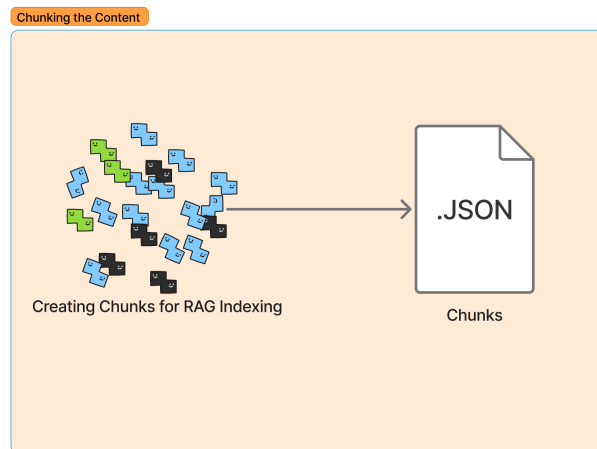 Chunking the Content
.JSON
Creating Chunks for RAG Indexing
Chunks